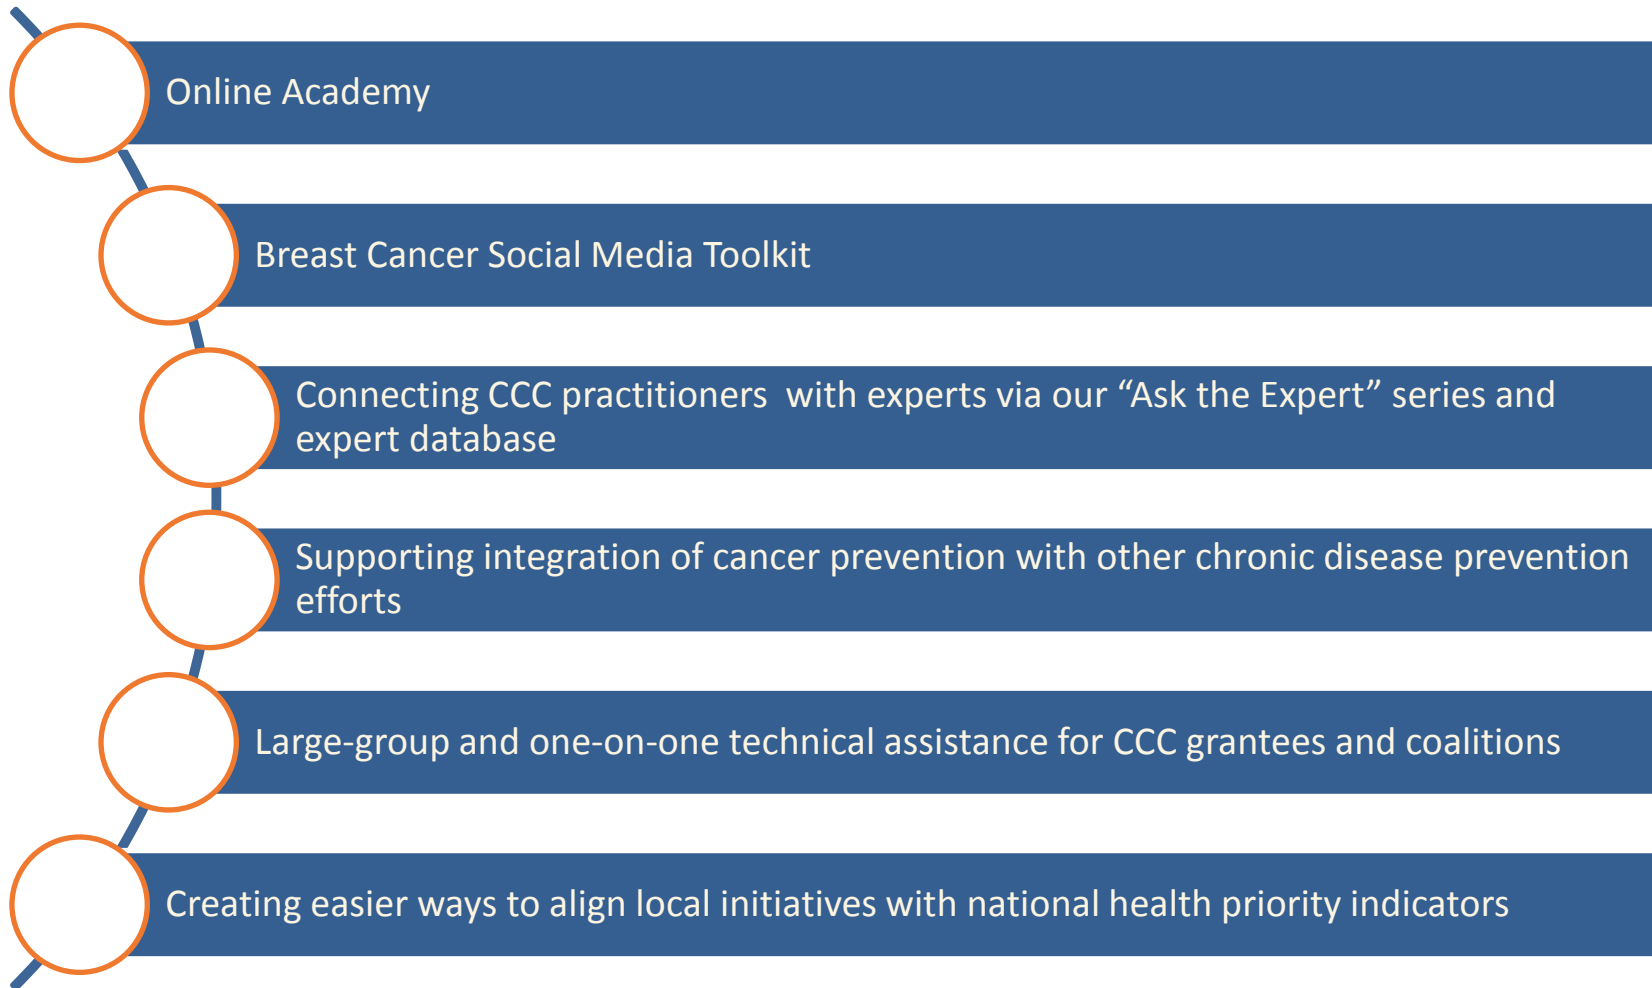 Online Academy
Breast Cancer Social Media Toolkit
Connecting CCC practitioners  with experts via our “Ask the Expert” series and
expert database
Supporting integration of cancer prevention with other chronic disease prevention
efforts
Large-group and one-on-one technical assistance for CCC grantees and coalitions
Creating easier ways to align local initiatives with national health priority indicators